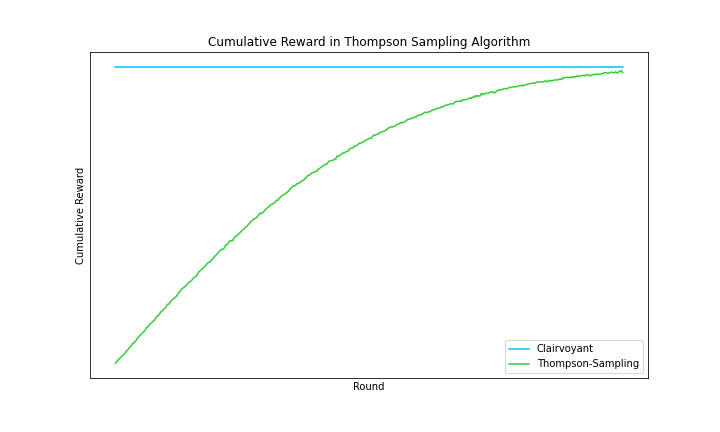 Cumulative Reward in Thompson Sampling Algorithm
Cumulative Reward
Clairvoyant
Thompson-Sampling
Round